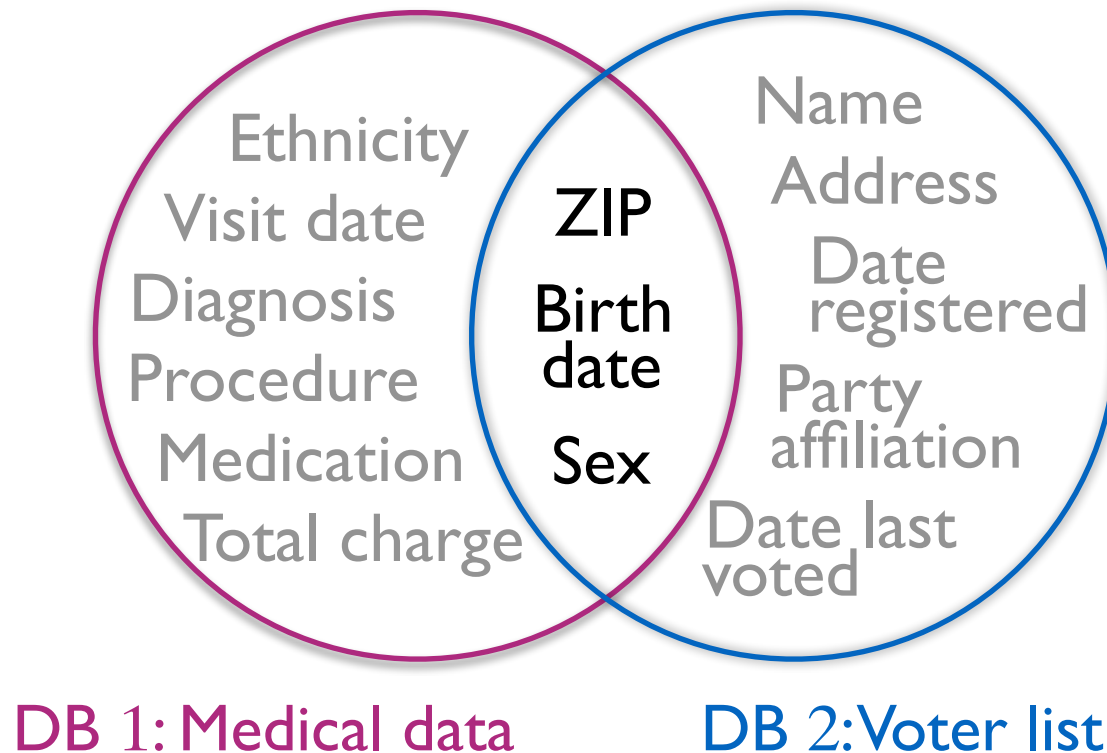 Ethnicity
Visit date
Diagnosis
Procedure
Medication
Total charge
ZIP
Birth
date
Sex
Name
Address
Date
registered
Party
affiliation
Date last
voted
DB 1: Medical data
DB 2: Voter list